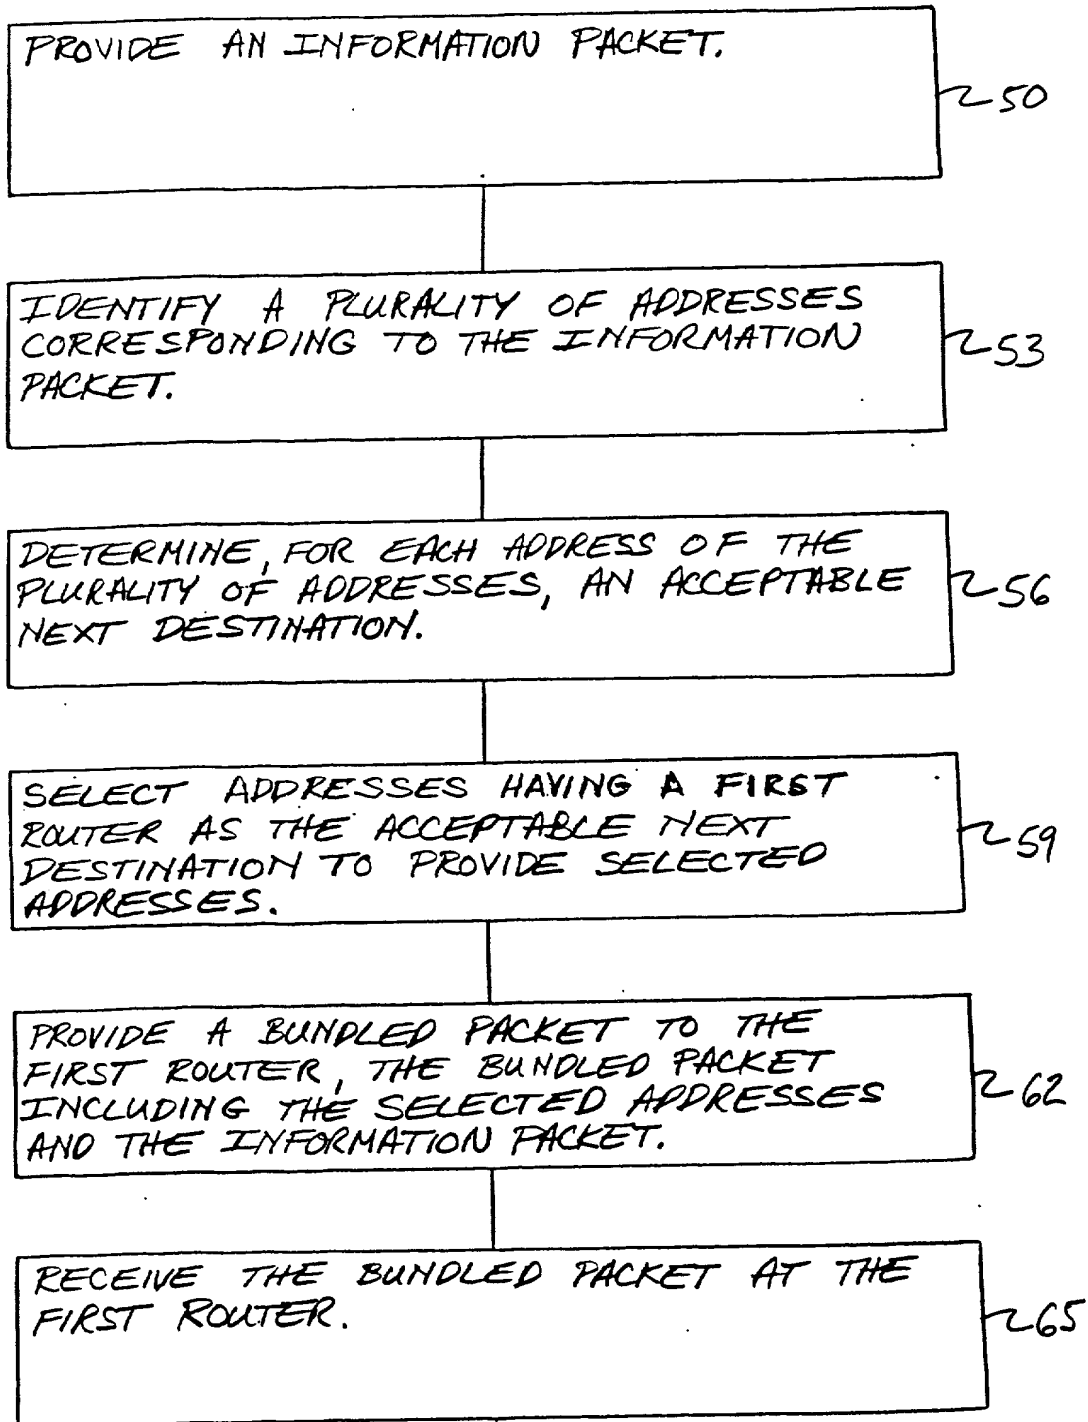 PROVIDE AN INFORMATION PACKET.
50
IDENTIFY A PLURALITY OF ADDRESSES
CORRESPONDING TO THE INFORMATION
PACKET.
53
DETERMINE, FOR EACH ADDRESS OF THE
PLURALITY OF ADDRESSES, AN ACCEPTABLE
NEXT DESTINATION.
56
SELECT ADDRESSES HAVING A FIRST
ROUTER AS THE ACCEPTABLE NEXT
DESTINATION TO PROVIDE SELECTED
ADDRESSES.
59
PROVIDE A BUNDLED PACKET TO THE
FIRST ROUTER, THE BUNDLED PACKET
INCLUDING THE SELECTED ADDRESSES
AND THE INFORMATION PACKET.
62
RECEIVE THE BUNDLED PACKET AT THE
FIRST ROUTER.
65